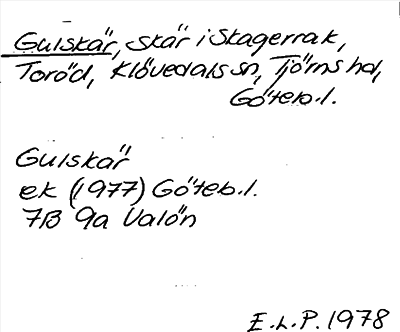 Gulskär, skär i Skagerrak,
Toröd, Klövedals sn, Tjörns hd,
Göteb.l.
Gulskär
ek (1977) Göteb.l.
7B 9a Valön
E.L.P. 1978